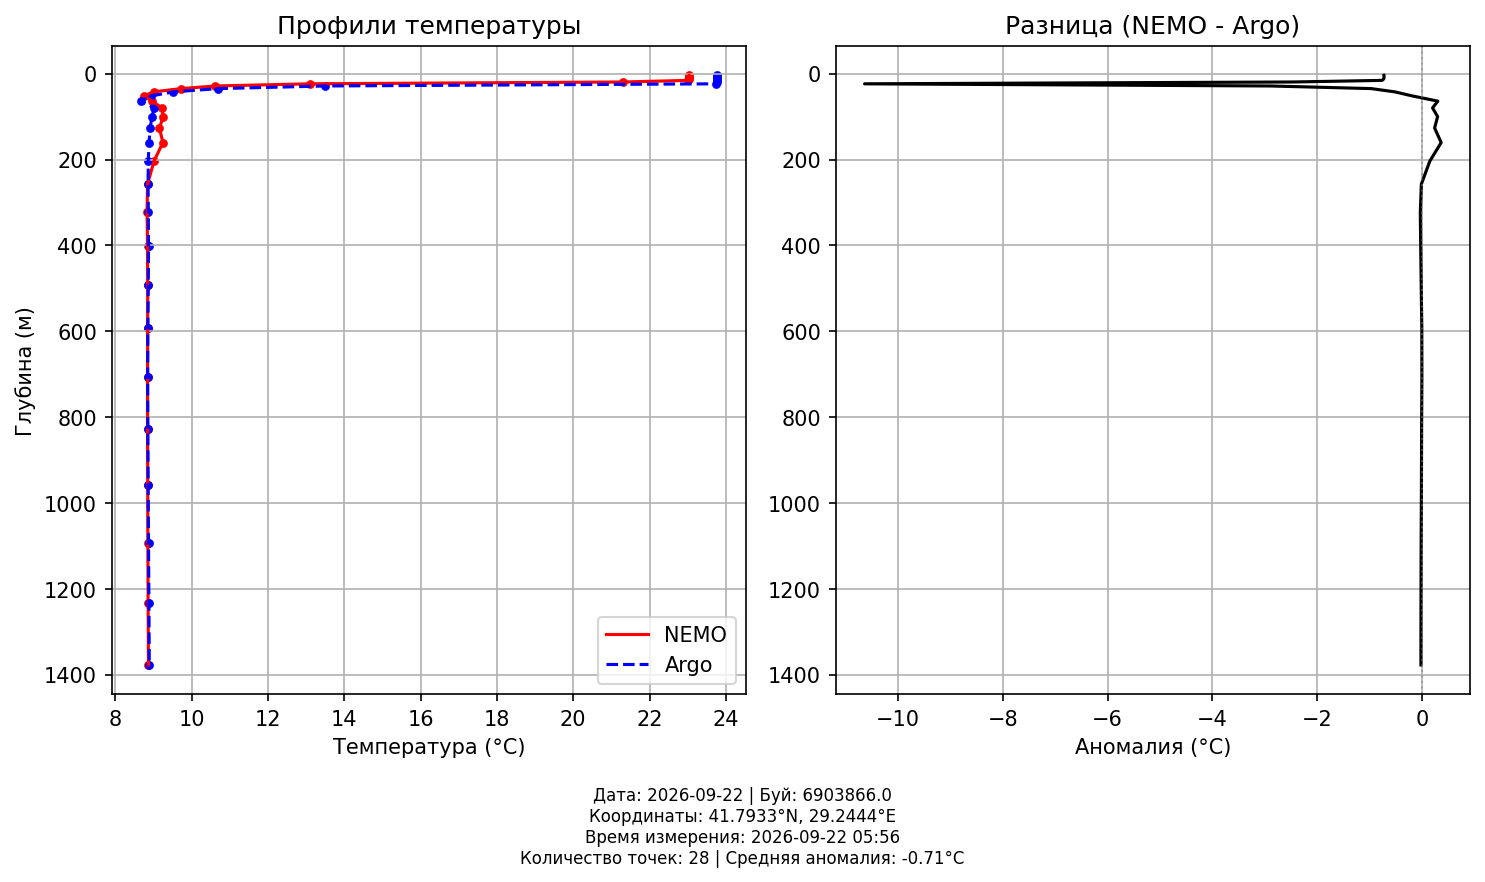 Профили температуры
Разница (NEMO - Argo)
0
200
400
600
800
1000
1200
1400
Глубина (м)
8
10
12
14
16
18
20
22
24
Температура (°C)
NEMO
Argo
0
200
400
600
800
1000
1200
1400
−10
−8
−6
−4
−2
0
Аномалия (°C)
Дата: 2026-09-22 | Буй: 6903866.0
Координаты: 41.7933°N, 29.2444°E
Время измерения: 2026-09-22 05:56
Количество точек: 28 | Средняя аномалия: -0.71°C